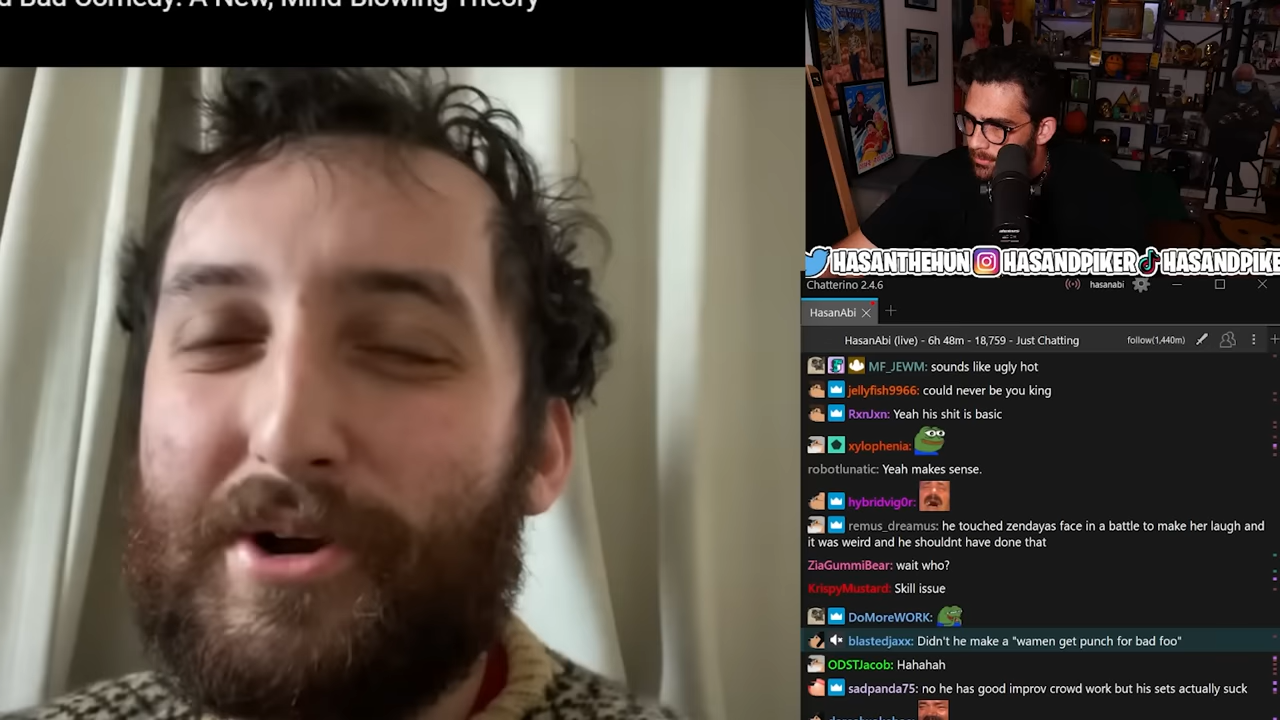 d Bad Comedy: A New, Mind Blowing Theory
HASANTHEHUN HASANDPIKER HASANDPIKE
Chatterino 2.4.6
hasanabi
HasanAbi
HasanAbi (live) - 6h 48m - 18,759 - Just Chatting
follow(1,440m)
MF_JEWM: sounds like ugly hot
jellyfish9966: could never be you king
RxnJxn: Yeah his shit is basic
xylophenia:
robotlunatic: Yeah makes sense.
hybridvig0r:
remus_dreamus: he touched zendayas face in a battle to make her laugh and
it was weird and he shouldnt have done that
ZiaGummiBear: wait who?
KrispyMustard: Skill issue
DoMoreWORK:
blastedjaxx: Didn't he make a "wamen get punch for bad foo"
ODSTJacob: Hahahah
sadpanda75: no he has good improv crowd work but his sets actually suck